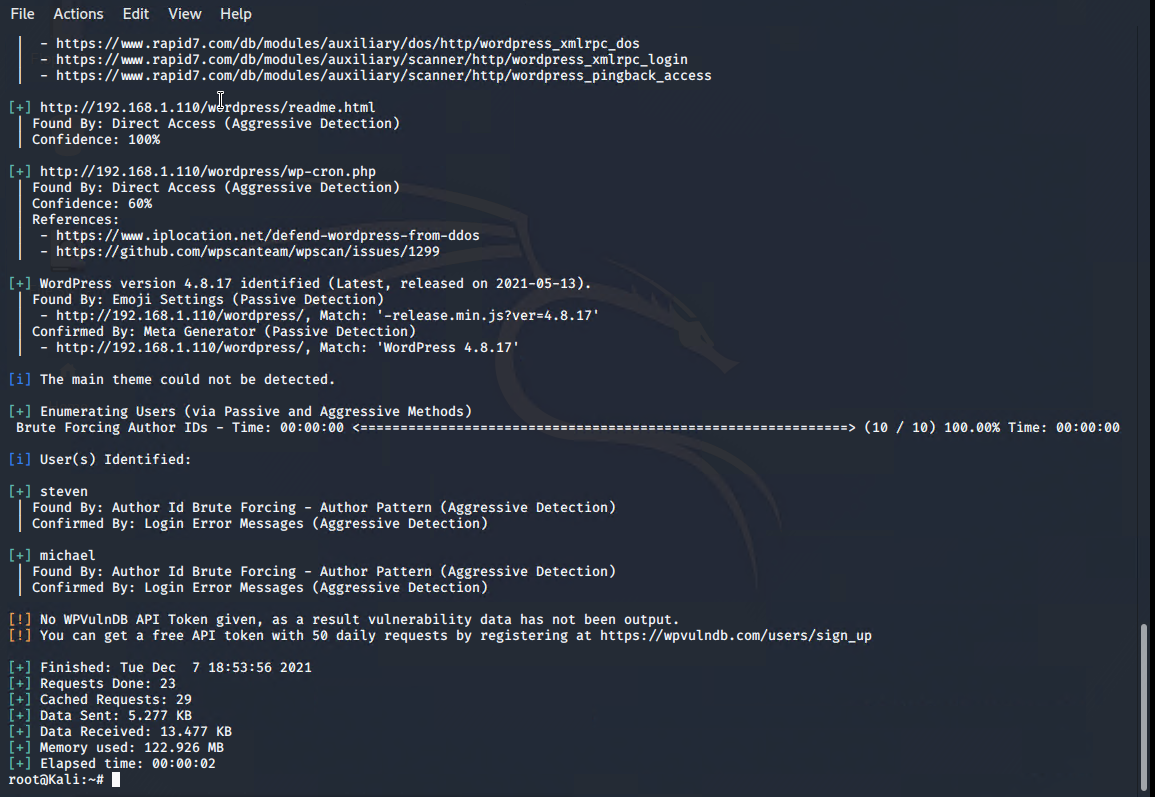 File Actions Edit View Help
- https://www.rapid7.com/db/modules/auxiliary/dos/http/wordpress_xmlrpc_dos
- https://www.rapid7.com/db/modules/auxiliary/scanner/http/wordpress_xmlrpc_login
- https://www.rapid7.com/db/modules/auxiliary/scanner/http/wordpress_pingback_access
[+] http://192.168.1.110/wordpress/readme.html
| Found By: Direct Access (Aggressive Detection)
| Confidence: 100%
[+] http://192.168.1.110/wordpress/wp-cron.php
| Found By: Direct Access (Aggressive Detection)
| Confidence: 60%
| References:
|  - https://www.iplocation.net/defend-wordpress-from-ddos
|  - https://github.com/wpscanteam/wpscan/issues/1299
[+] WordPress version 4.8.17 identified (Latest, released on 2021-05-13).
| Found By: Emoji Settings (Passive Detection)
|  - http://192.168.1.110/wordpress/, Match: '-release.min.js?ver=4.8.17'
| Confirmed By: Meta Generator (Passive Detection)
|  - http://192.168.1.110/wordpress/, Match: 'WordPress 4.8.17'
[i] The main theme could not be detected.
[+] Enumerating Users (via Passive and Aggressive Methods)
Brute Forcing Author IDs - Time: 00:00:00 <=============================================================> (10 / 10) 100.00% Time: 00:00:00
[i] User(s) Identified:
[+] steven
| Found By: Author Id Brute Forcing - Author Pattern (Aggressive Detection)
| Confirmed By: Login Error Messages (Aggressive Detection)
[+] michael
| Found By: Author Id Brute Forcing - Author Pattern (Aggressive Detection)
| Confirmed By: Login Error Messages (Aggressive Detection)
[!] No WPVulnDB API Token given, as a result vulnerability data has not been output.
[!] You can get a free API token with 50 daily requests by registering at https://wpvulndb.com/users/sign_up
[+] Finished: Tue Dec  7 18:53:56 2021
[+] Requests Done: 23
[+] Cached Requests: 29
[+] Data Sent: 5.277 KB
[+] Data Received: 13.477 KB
[+] Memory used: 122.926 MB
[+] Elapsed time: 00:00:02
root@Kali:~#